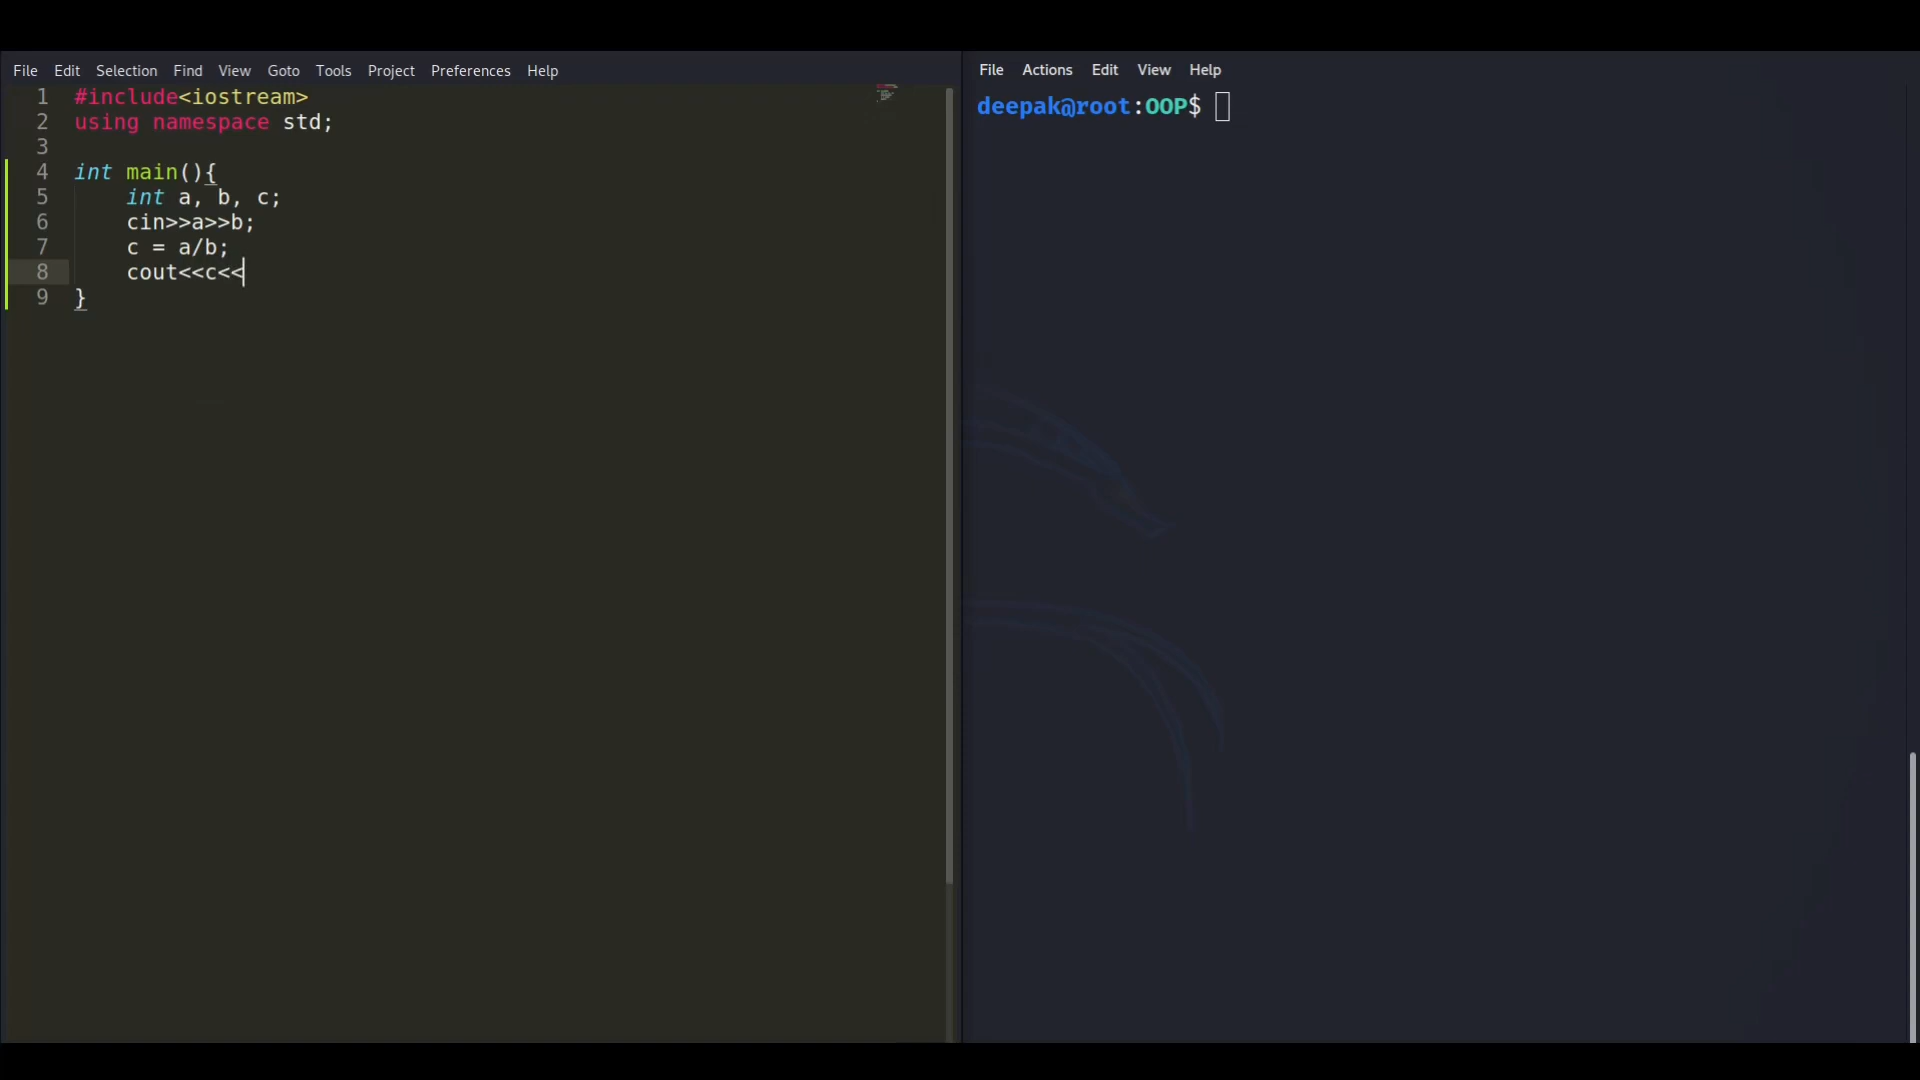 File Edit Selection Find View Goto Tools Project Preferences Help
1 #include<iostream>
2 using namespace std;
3
4 int main(){
5     int a, b, c;
6     cin>>a>>b;
7     c = a/b;
8     cout<<c<<
9 }
File Actions Edit View Help
deepak@root:OOP$